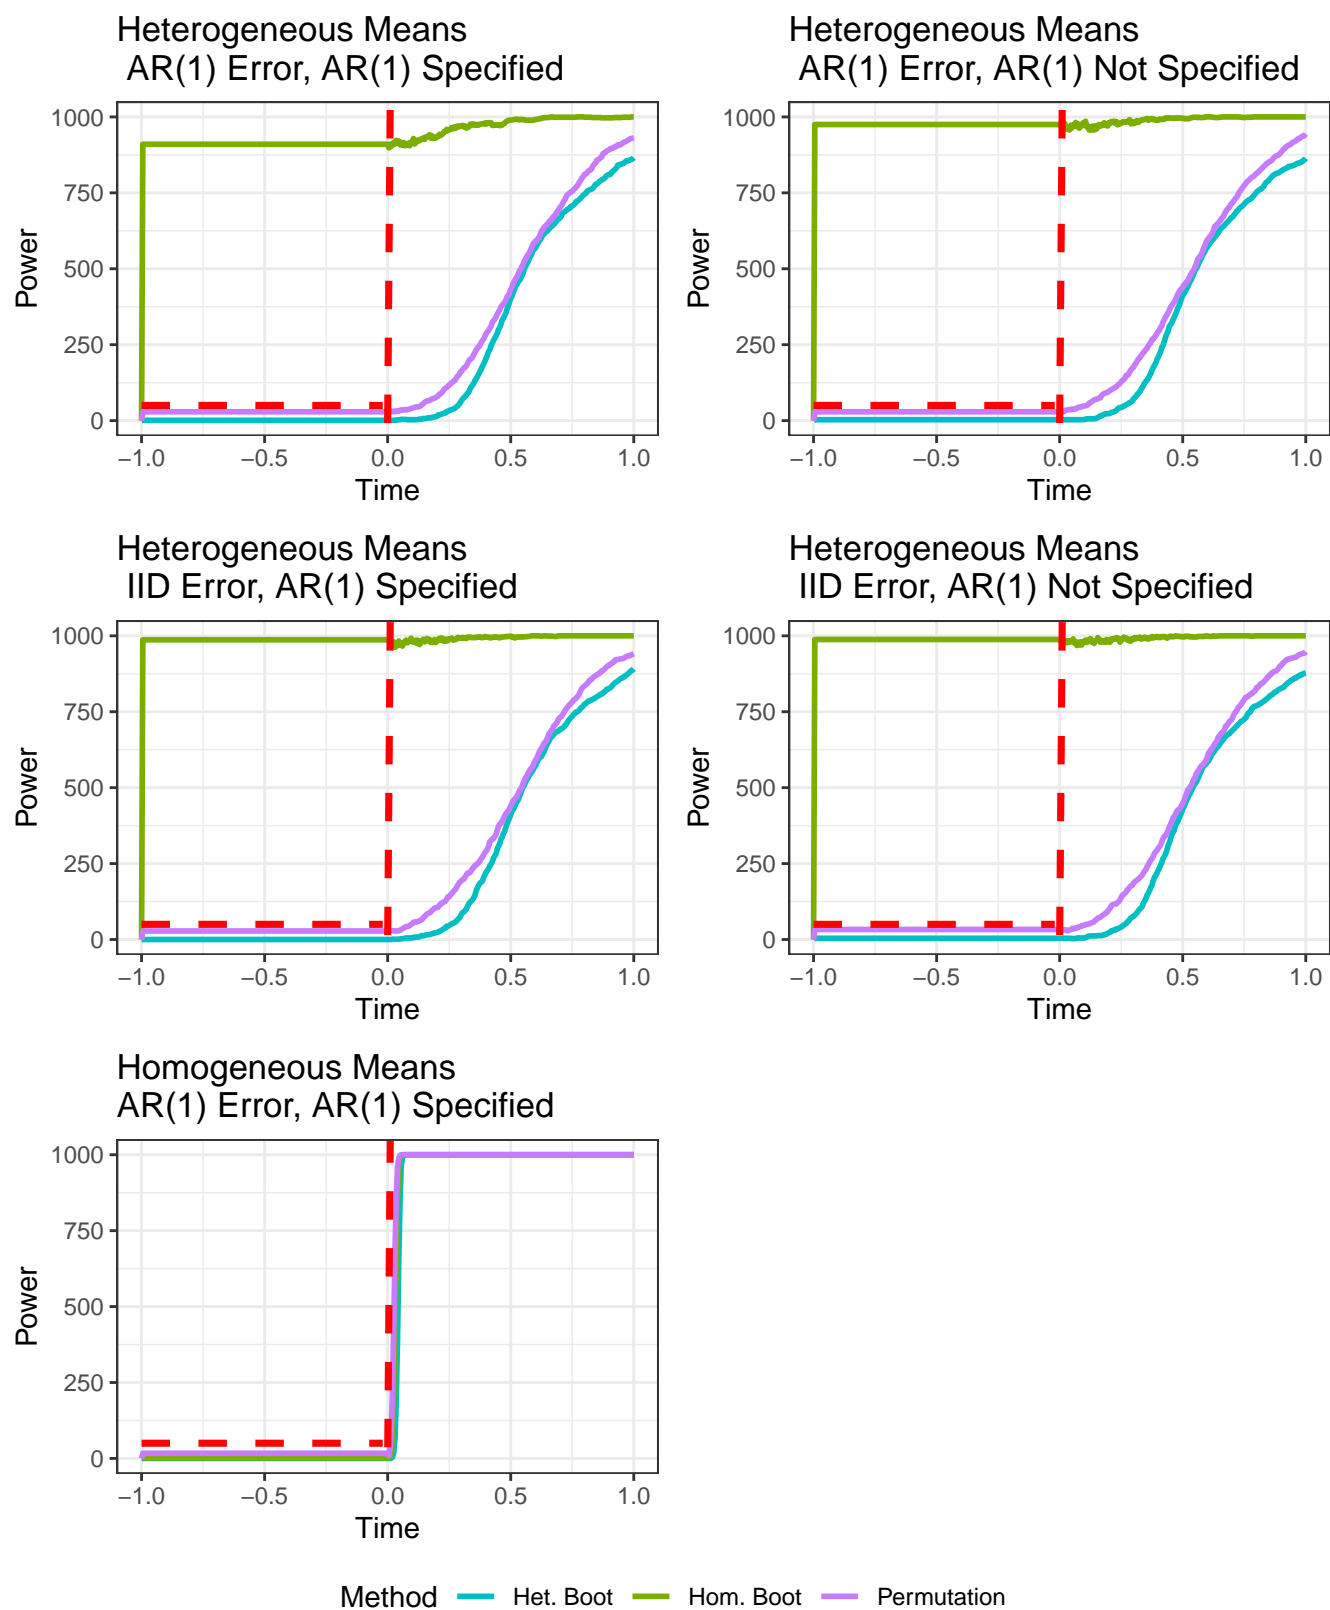 Heterogeneous Means
AR(1) Error, AR(1) Specified
1000
750
500
250
0
Power
−1.0 −0.5 0.0 0.5 1.0
Time
Heterogeneous Means
AR(1) Error, AR(1) Not Specified
1000
750
500
250
0
Power
−1.0 −0.5 0.0 0.5 1.0
Time
Heterogeneous Means
IID Error, AR(1) Specified
1000
750
500
250
0
Power
−1.0 −0.5 0.0 0.5 1.0
Time
Heterogeneous Means
IID Error, AR(1) Not Specified
1000
750
500
250
0
Power
−1.0 −0.5 0.0 0.5 1.0
Time
Homogeneous Means
AR(1) Error, AR(1) Specified
1000
750
500
250
0
Power
−1.0 −0.5 0.0 0.5 1.0
Time
Method Het. Boot Hom. Boot Permutation